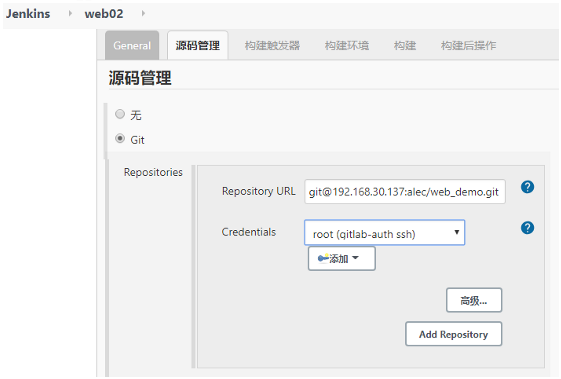 Jenkins web02
General 源码管理 构建触发器 构建环境 构建 构建后操作
源码管理
无
Git
Repositories
Repository URL git@192.168.30.137:alec/web_demo.git
Credentials root (gitlab-auth ssh)
添加
高级...
Add Repository